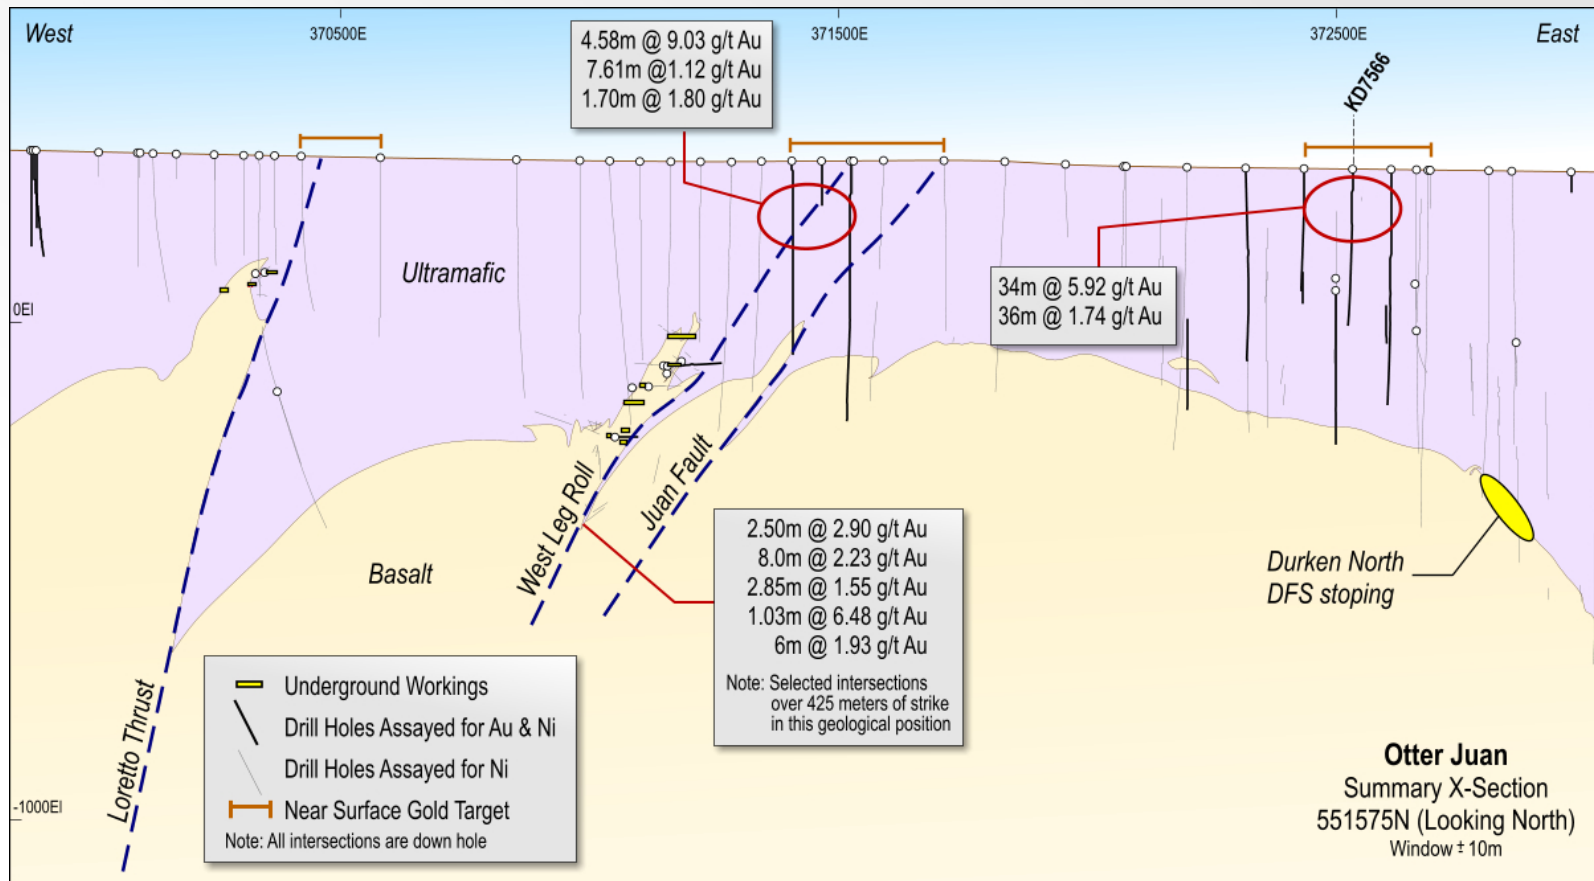 West
370500E
371500E
372500E
East
KD7566
4.58m @ 9.03 g/t Au
7.61m @1.12 g/t Au
1.70m @ 1.80 g/t Au
Ultramafic
0El
34m @ 5.92 g/t Au
36m @ 1.74 g/t Au
West Leg Roll
Juan Fault
Basalt
2.50m @ 2.90 g/t Au
8.0m @ 2.23 g/t Au
2.85m @ 1.55 g/t Au
1.03m @ 6.48 g/t Au
6m @ 1.93 g/t Au
Note: Selected intersections
over 425 meters of strike
in this geological position
Durken North
DFS stoping
Loretto Thrust
-1000El
Underground Workings
Drill Holes Assayed for Au & Ni
Drill Holes Assayed for Ni
Near Surface Gold Target
Note: All intersections are down hole
Otter Juan
Summary X-Section
551575N (Looking North)
Window ± 10m